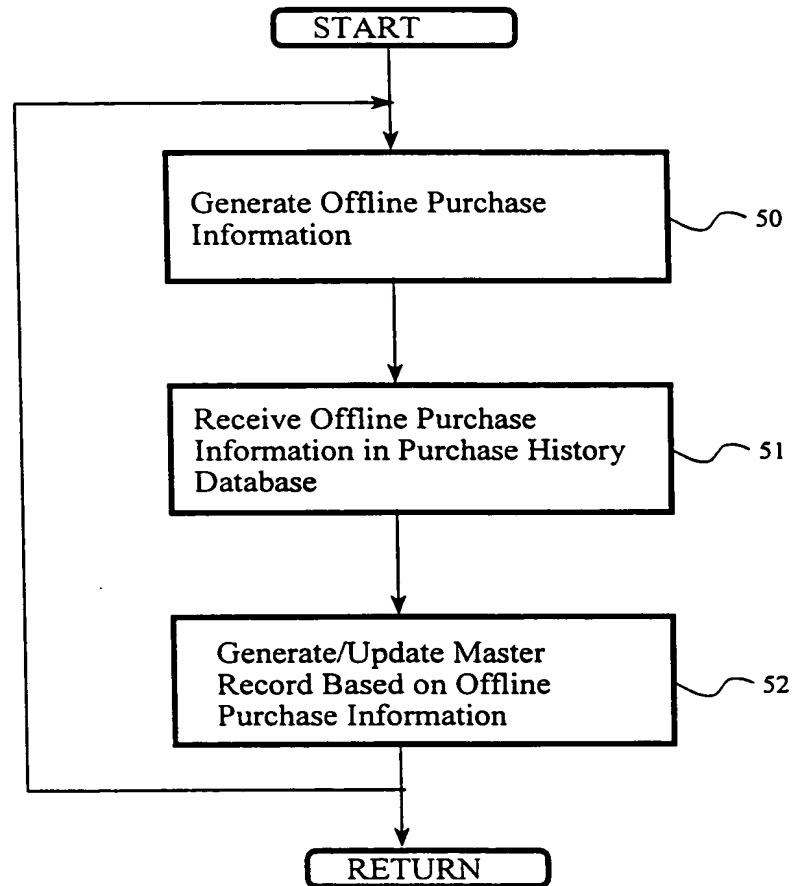 START
Generate Offline Purchase
Information
50
Receive Offline Purchase
Information in Purchase History
Database
51
Generate/Update Master
Record Based on Offline
Purchase Information
52
RETURN